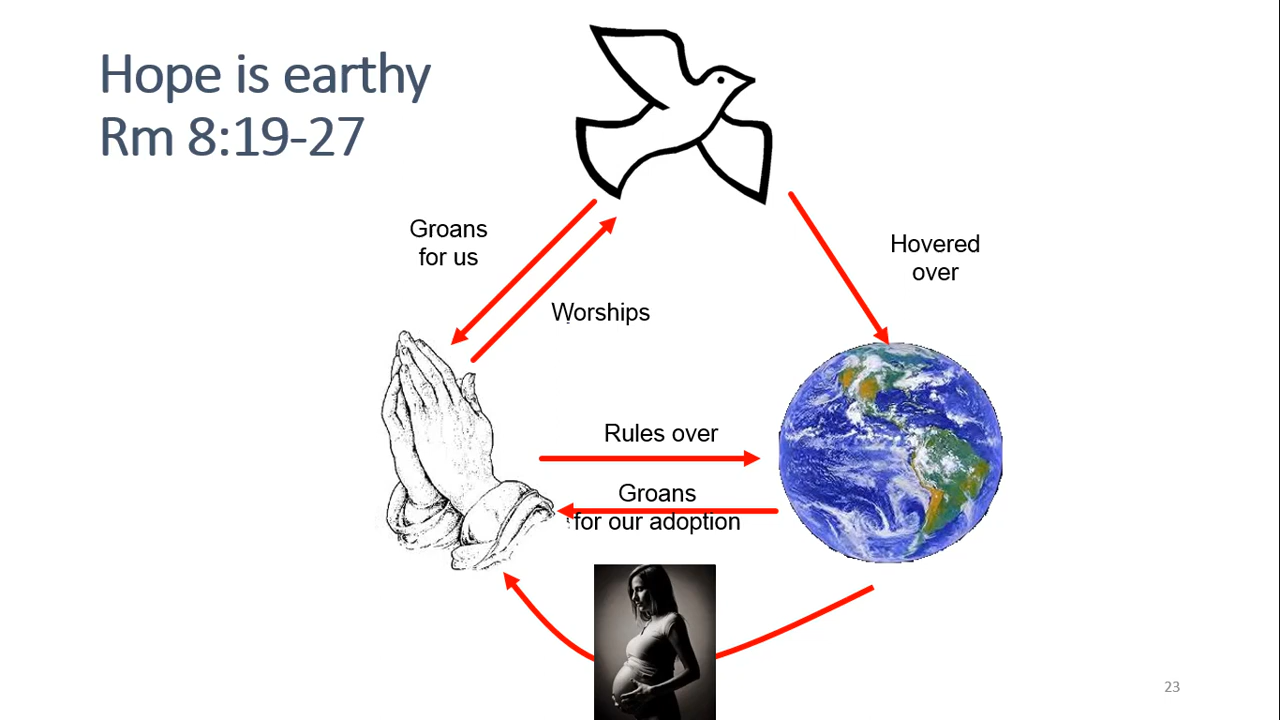 Hope is earthy
Rm 8:19-27
Groans
for us
Hovered
over
Worships
Rules over
Groans
for our adoption
23